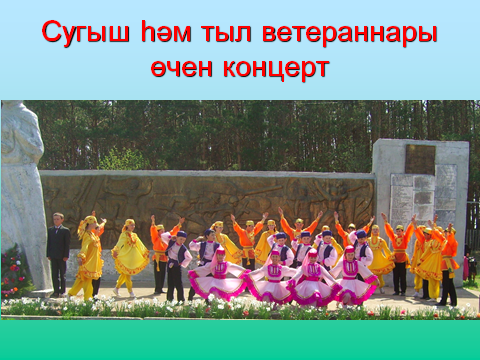 Сугыш һәм тыл ветераннары
өчен концерт